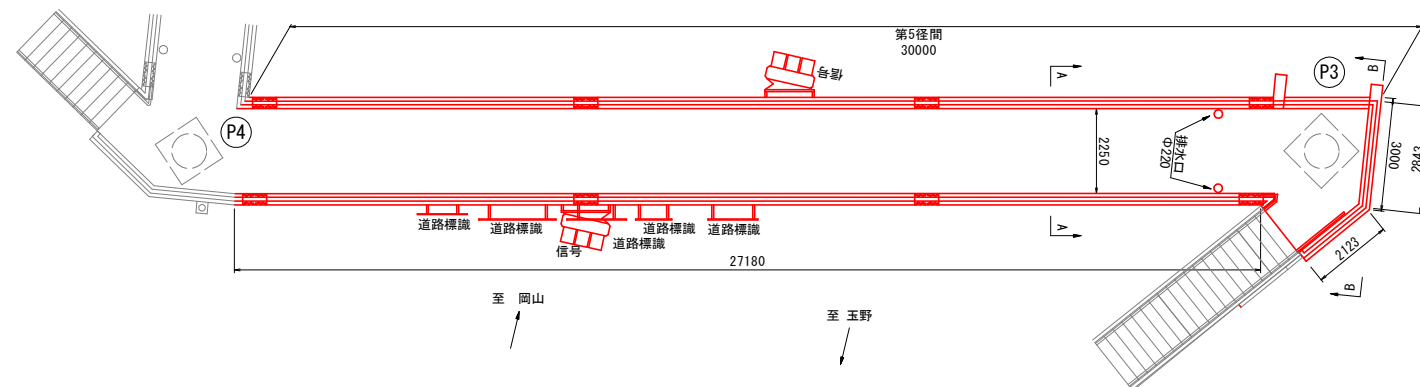 第5径間
30000
P3
B
A
信号
P4
2250
排水口
Φ220
3000
2843
道路標識
道路標識
信号
道路標識
道路標識
道路標識
A
2123
27180
B
至 岡山
至 玉野